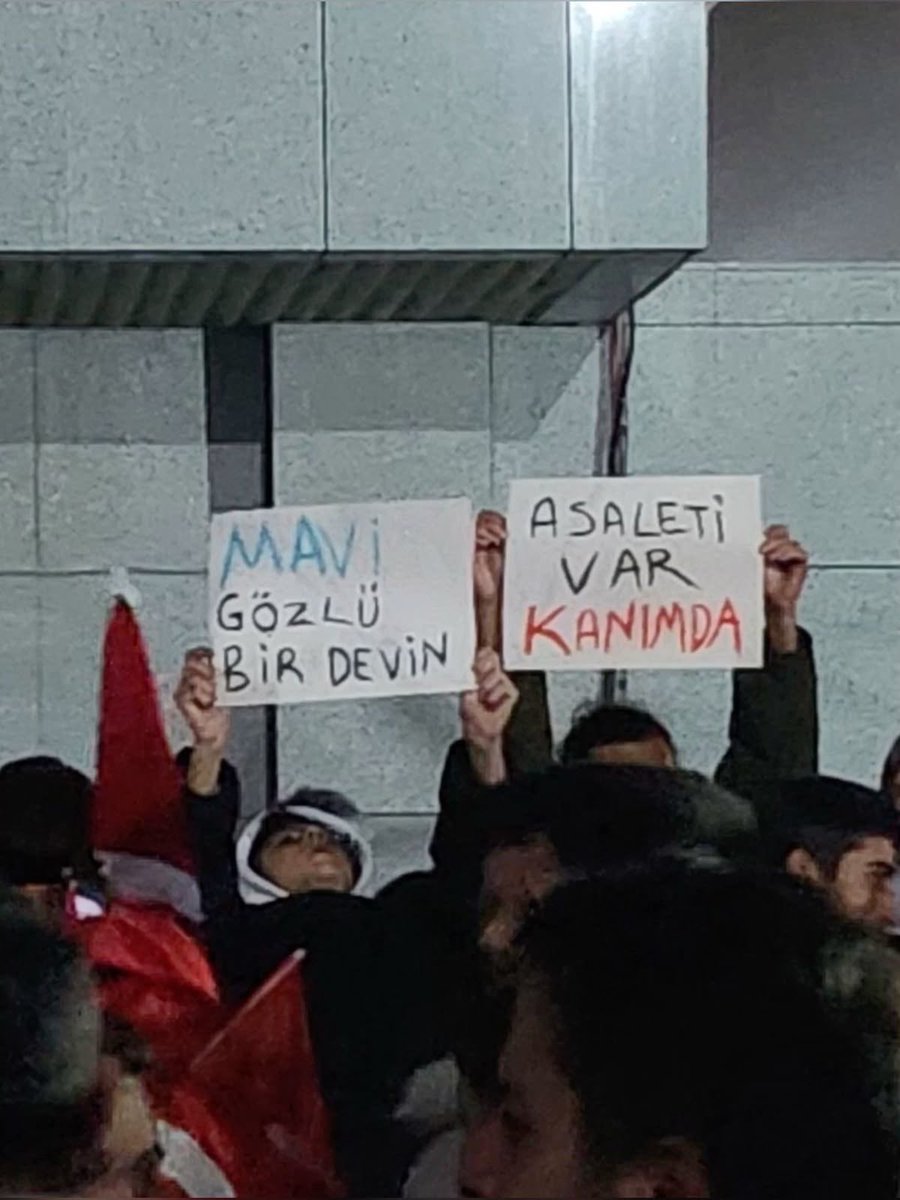 MAVİ
GÖZLÜ
BİR DEVİN
ASALETİ
VAR
KANIMDA